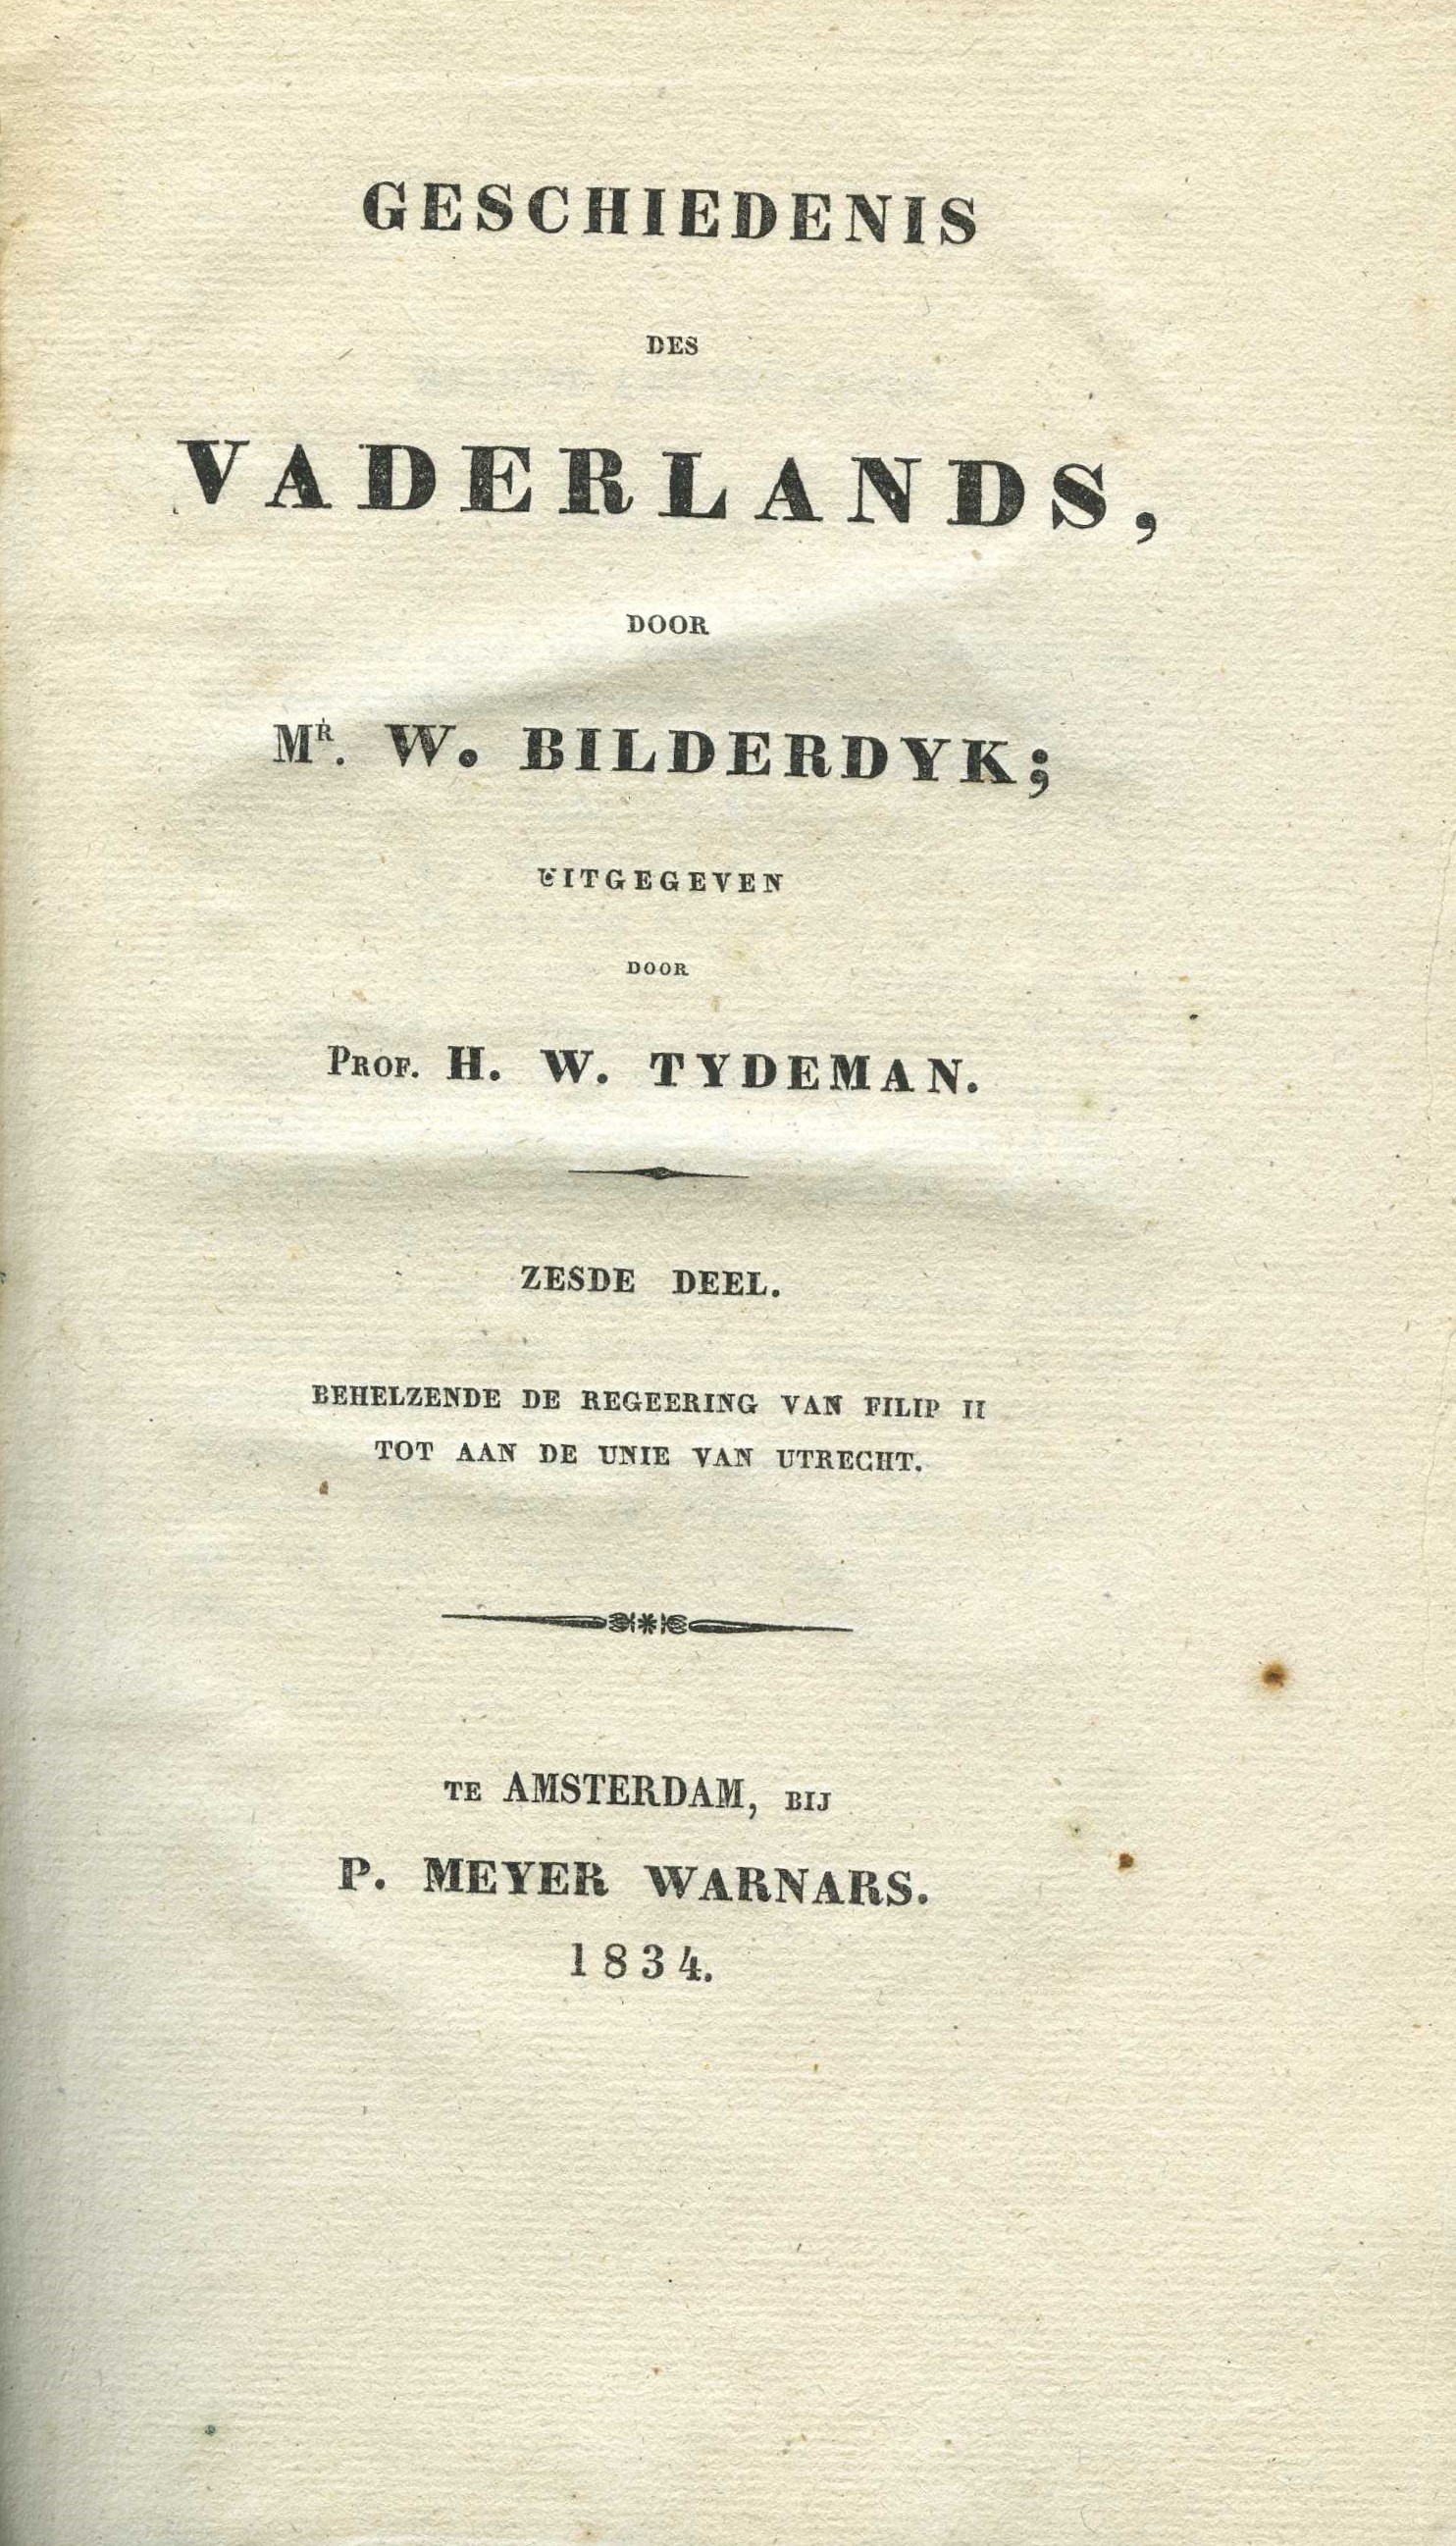 GESCHIEDENIS
DES
VADERLANDS,
DOOR
MR. W. BILDERDYK;
UITGEGEVEN
DOOR
PROF. H. W. TYDEMAN.
ZESDE DEEL.
BEHELZENDE DE REGEERING VAN FILIP II
TOT AAN DE UNIE VAN UTRECHT.
TE AMSTERDAM, BIJ
P. MEYER WARNARS.
1834.